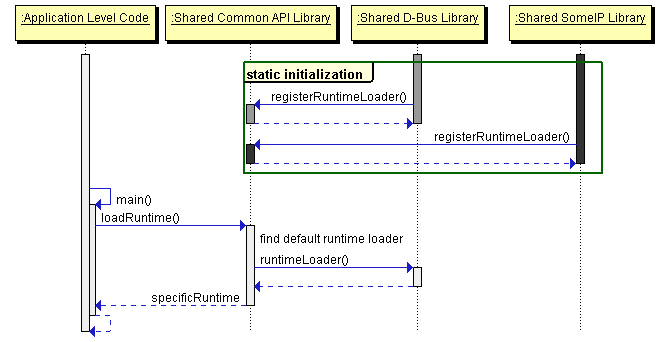 :Application Level Code
:Shared Common API Library
:Shared D-Bus Library
:Shared SomeIP Library
static initialization
registerRuntimeLoader()
registerRuntimeLoader()
main()
loadRuntime()
find default runtime loader
runtimeLoader()
specificRuntime